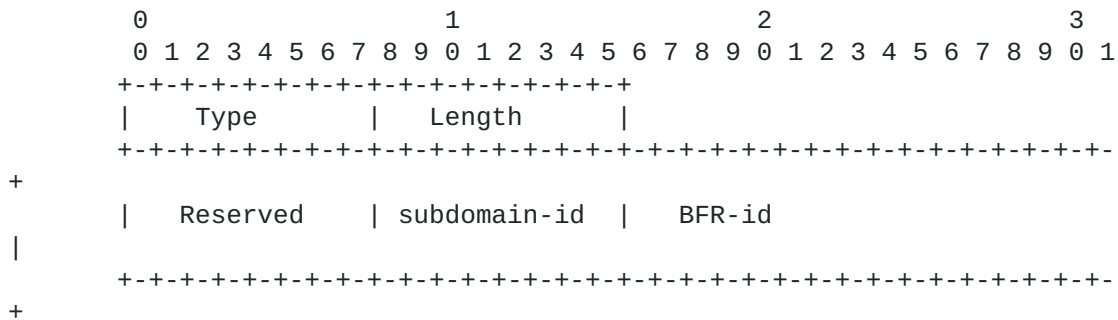 0                   1                   2                   3
0 1 2 3 4 5 6 7 8 9 0 1 2 3 4 5 6 7 8 9 0 1 2 3 4 5 6 7 8 9 0 1
+-+-+-+-+-+-+-+-+-+-+-+-+-+-+-+-+
|    Type       |   Length      |
+-+-+-+-+-+-+-+-+-+-+-+-+-+-+-+-+-+-+-+-+-+-+-+-+-+-+-+-+-+-+-+-
+
|   Reserved    | subdomain-id  |   BFR-id
|
+-+-+-+-+-+-+-+-+-+-+-+-+-+-+-+-+-+-+-+-+-+-+-+-+-+-+-+-+-+-+-+-
+